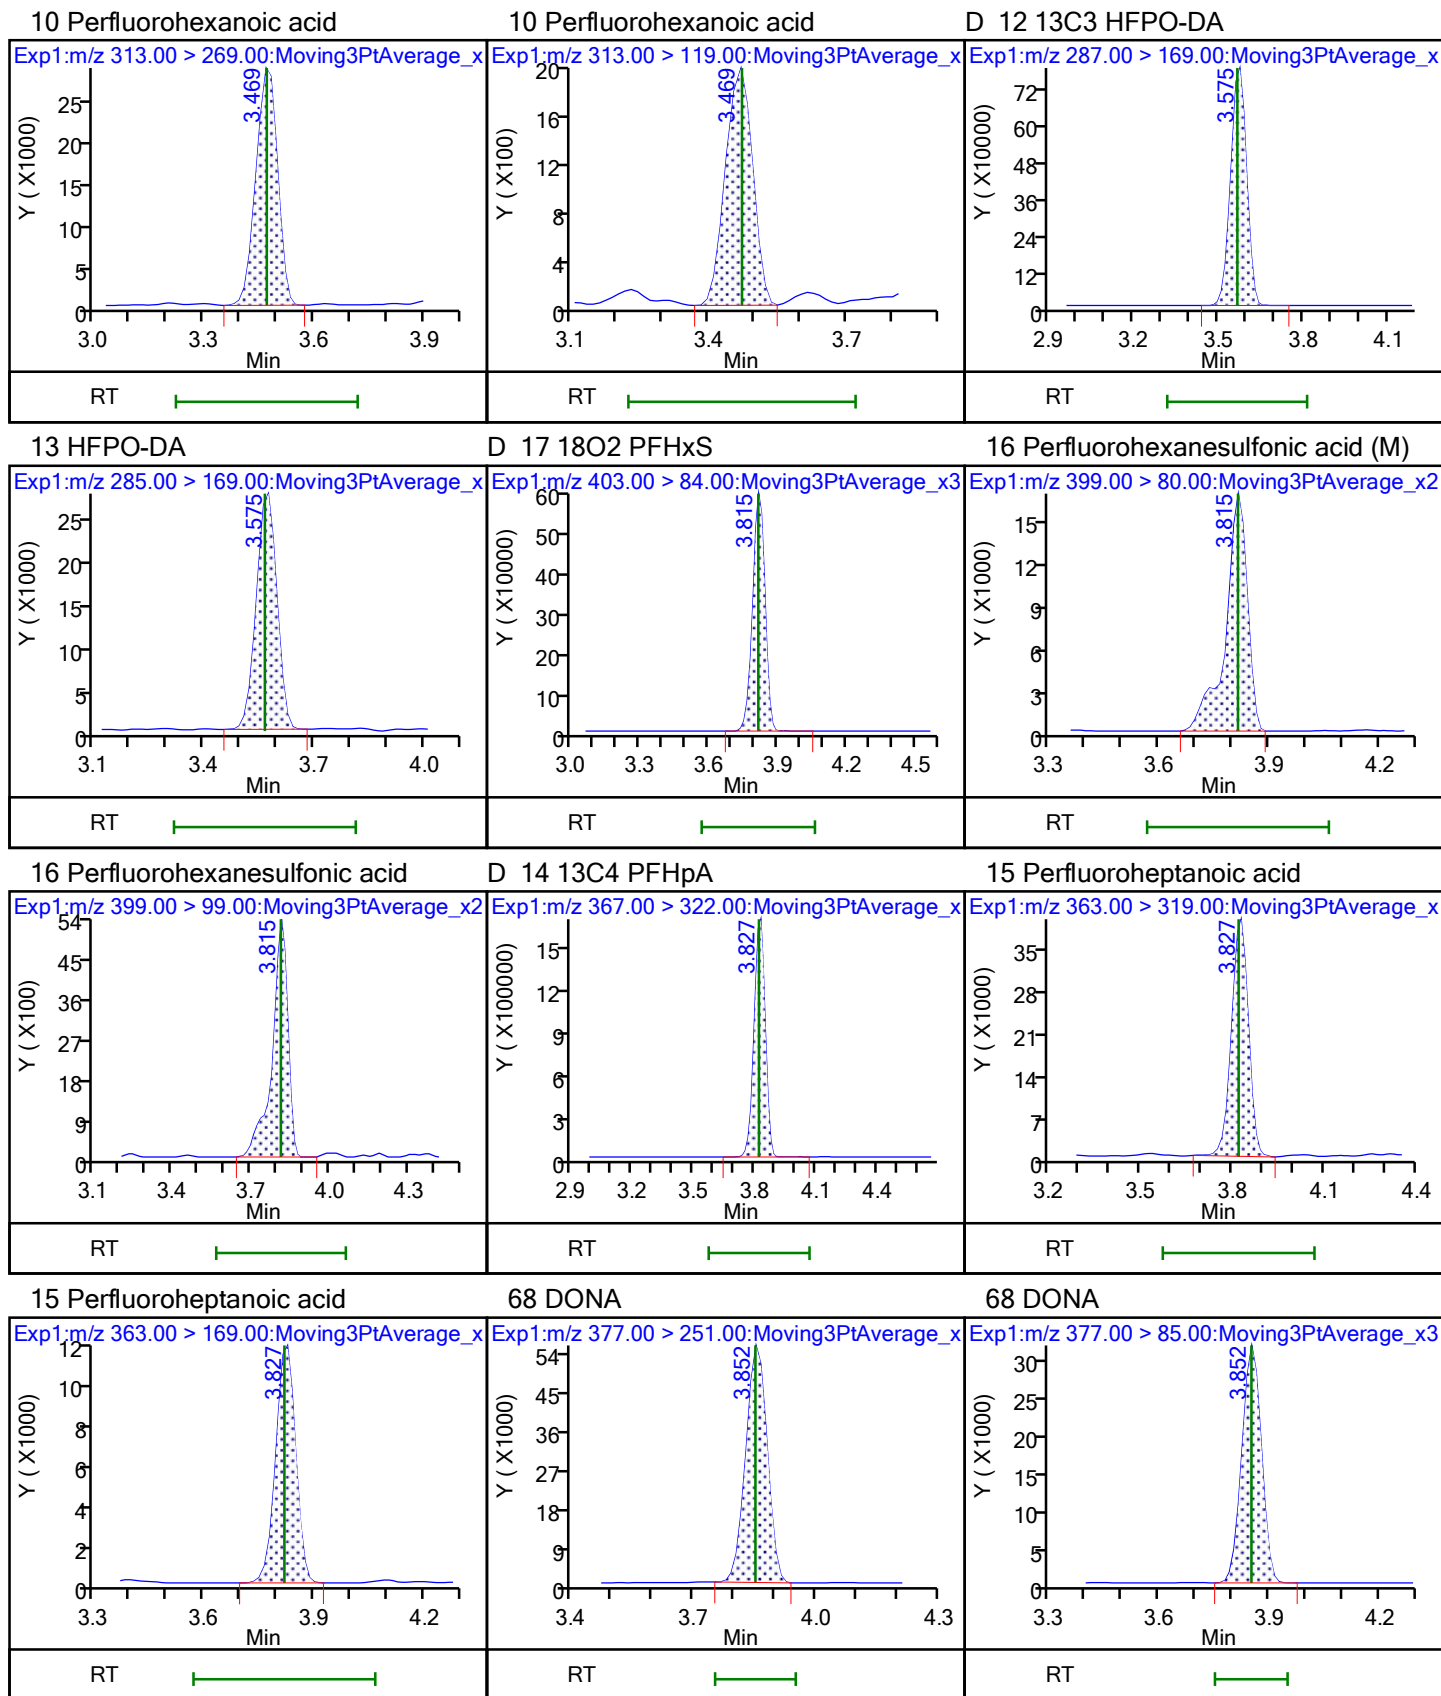 10 Perfluorohexanoic acid
Exp1:m/z 313.00 > 269.00:Moving3PtAverage_x
Y ( X1000)
25
20
15
10
5
0
3.469
3.0 3.3 3.6 3.9
Min
RT
10 Perfluorohexanoic acid
Exp1:m/z 313.00 > 119.00:Moving3PtAverage_x
Y ( X100)
20
16
12
8
4
0
3.469
3.1 3.4 3.7
Min
RT
D 12 13C3 HFPO-DA
Exp1:m/z 287.00 > 169.00:Moving3PtAverage_x
Y ( X10000)
72
60
48
36
24
12
0
3.575
2.9 3.2 3.5 3.8 4.1
Min
RT
13 HFPO-DA
Exp1:m/z 285.00 > 169.00:Moving3PtAverage_x
Y ( X1000)
25
20
15
10
5
0
3.575
3.1 3.4 3.7 4.0
Min
RT
D 17 18O2 PFHxS
Exp1:m/z 403.00 > 84.00:Moving3PtAverage_x3
Y ( X10000)
60
50
40
30
20
10
0
3.815
3.0 3.3 3.6 3.9 4.2 4.5
Min
RT
16 Perfluorohexanesulfonic acid (M)
Exp1:m/z 399.00 > 80.00:Moving3PtAverage_x2
Y ( X1000)
15
12
9
6
3
0
3.815
3.3 3.6 3.9 4.2
Min
RT
16 Perfluorohexanesulfonic acid
Exp1:m/z 399.00 > 99.00:Moving3PtAverage_x2
Y ( X100)
54
45
36
27
18
9
0
3.815
3.1 3.4 3.7 4.0 4.3
Min
RT
D 14 13C4 PFHpA
Exp1:m/z 367.00 > 322.00:Moving3PtAverage_x
Y ( X100000)
15
12
9
6
3
0
3.827
2.9 3.2 3.5 3.8 4.1 4.4
Min
RT
15 Perfluoroheptanoic acid
Exp1:m/z 363.00 > 319.00:Moving3PtAverage_x
Y ( X1000)
35
28
21
14
7
0
3.827
3.2 3.5 3.8 4.1 4.4
Min
RT
15 Perfluoroheptanoic acid
Exp1:m/z 363.00 > 169.00:Moving3PtAverage_x
Y ( X1000)
12
10
8
6
4
2
0
3.827
3.3 3.6 3.9 4.2
Min
RT
68 DONA
Exp1:m/z 377.00 > 251.00:Moving3PtAverage_x
Y ( X1000)
54
45
36
27
18
9
0
3.852
3.4 3.7 4.0 4.3
Min
RT
68 DONA
Exp1:m/z 377.00 > 85.00:Moving3PtAverage_x3
Y ( X1000)
30
25
20
15
10
5
0
3.852
3.3 3.6 3.9 4.2
Min
RT